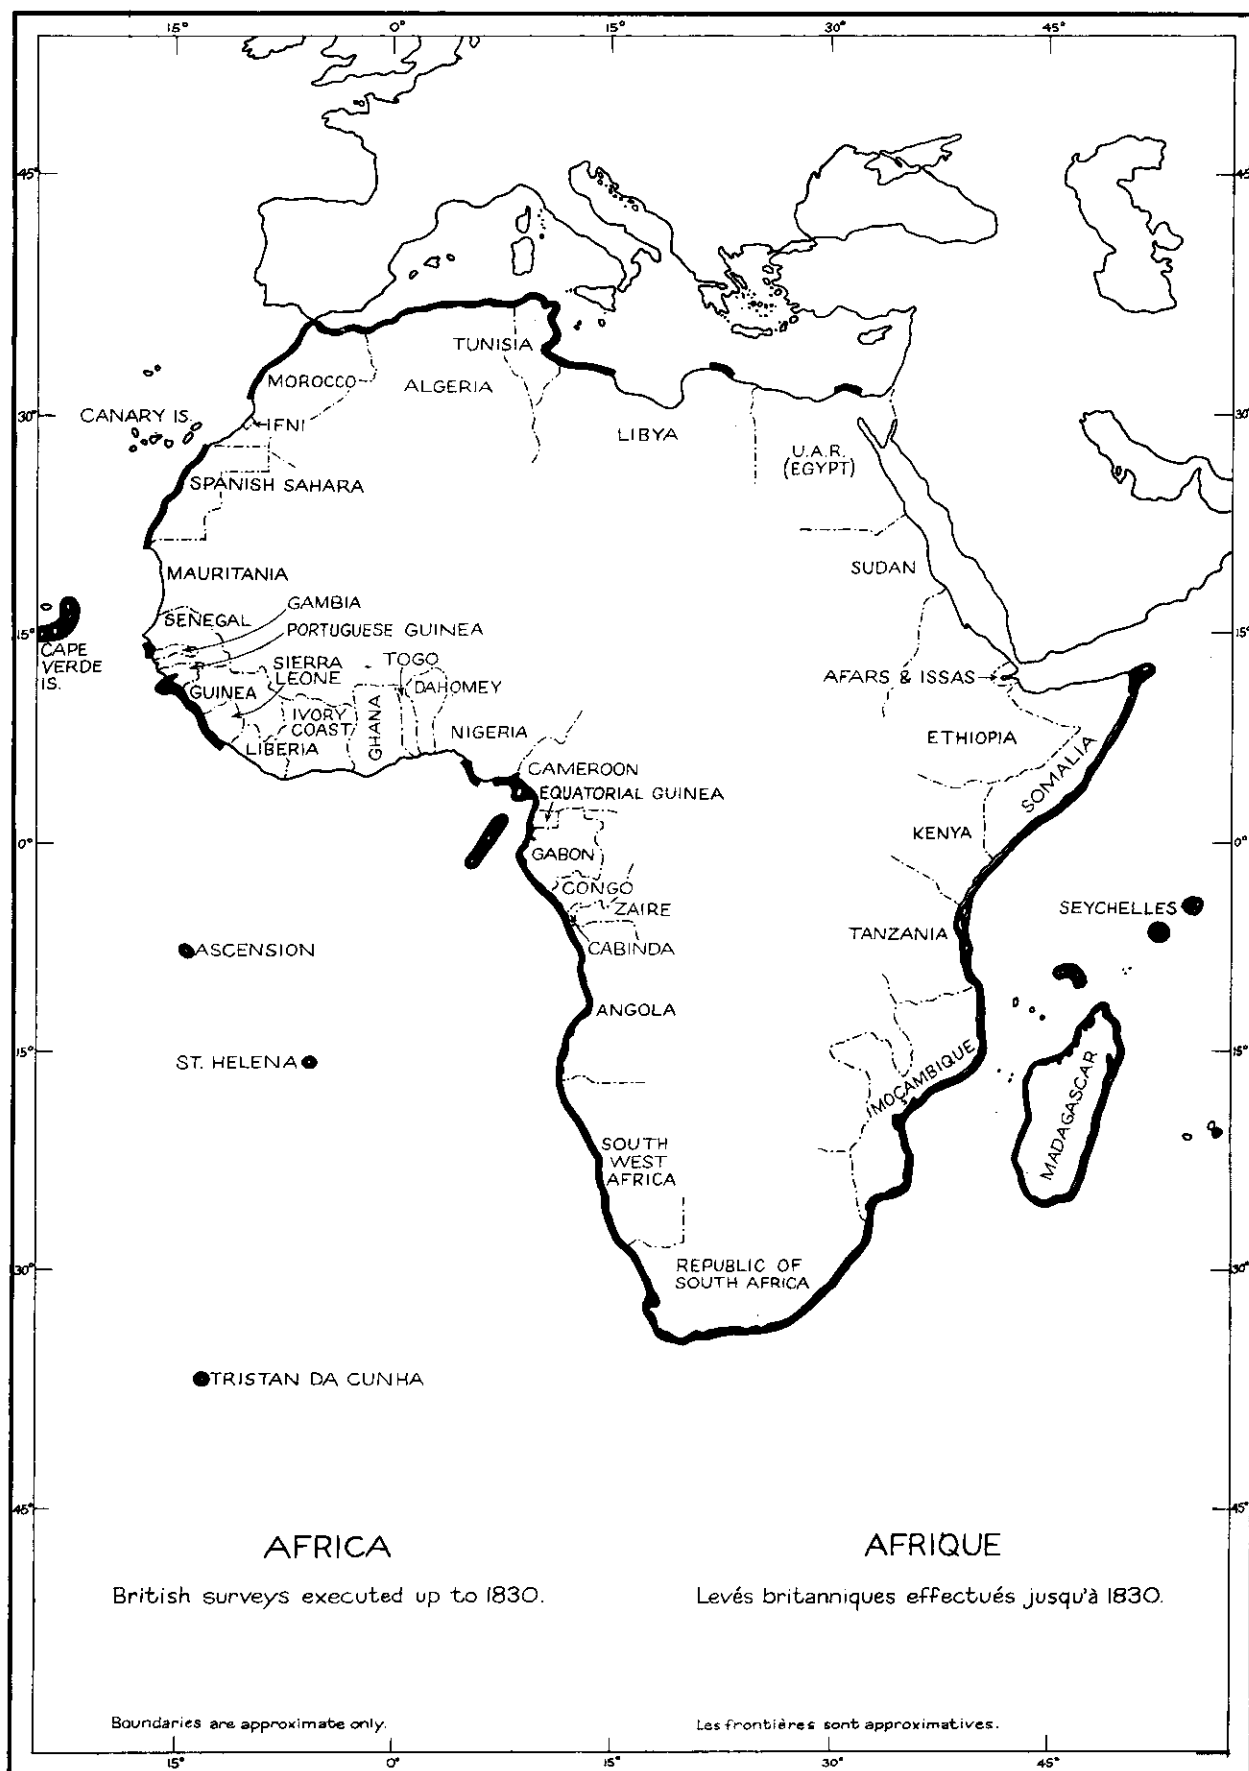 15°
0°
15°
30°
45°
45°
45°
TUNISIA
MOROCCO
ALGERIA
CANARY IS.
IFNI
30°
30°
LIBYA
U.A.R.
(EGYPT)
SPANISH SAHARA
MAURITANIA
SUDAN
GAMBIA
SENEGAL
PORTUGUESE GUINEA
15°
15°
CAPE
VERDE
IS.
SIERRA
LEONE
TOGO
GUINEA
DAHOMEY
AFARS & ISSAS
IVORY
COAST
GHANA
NIGERIA
LIBERIA
ETHIOPIA
SOMALIA
CAMEROON
EQUATORIAL GUINEA
KENYA
0°
0°
GABON
CONGO
ZAIRE
SEYCHELLES
TANZANIA
CABINDA
ASCENSION
ANGOLA
15°
15°
ST. HELENA
MOÇAMBIQUE
MADAGASCAR
SOUTH
WEST
AFRICA
30°
30°
REPUBLIC OF
SOUTH AFRICA
TRISTAN DA CUNHA
45°
45°
AFRICA
AFRIQUE
British surveys executed up to 1830.
Levés britanniques effectués jusqu'à 1830.
Boundaries are approximate only.
Les frontières sont approximatives.
15°
0°
15°
30°
45°